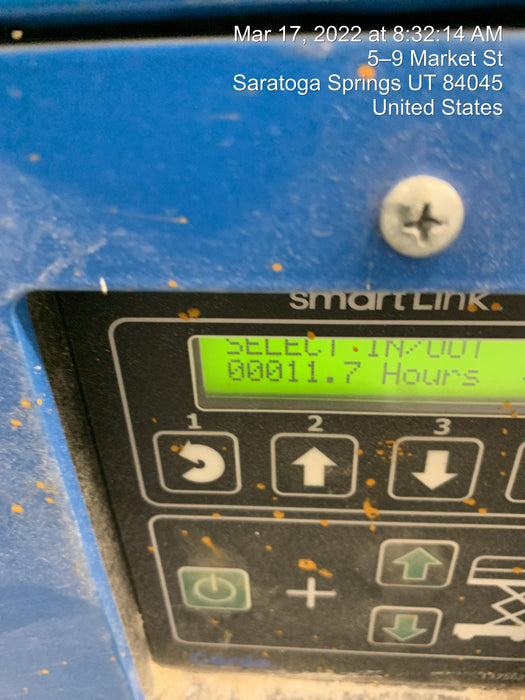 Mar 17, 2022 at 8:32:14 AM
5–9 Market St
Saratoga Springs UT 84045
United States
smartLink
SELECT IN/OUT
00011.7 Hours
1 2 3
Genie